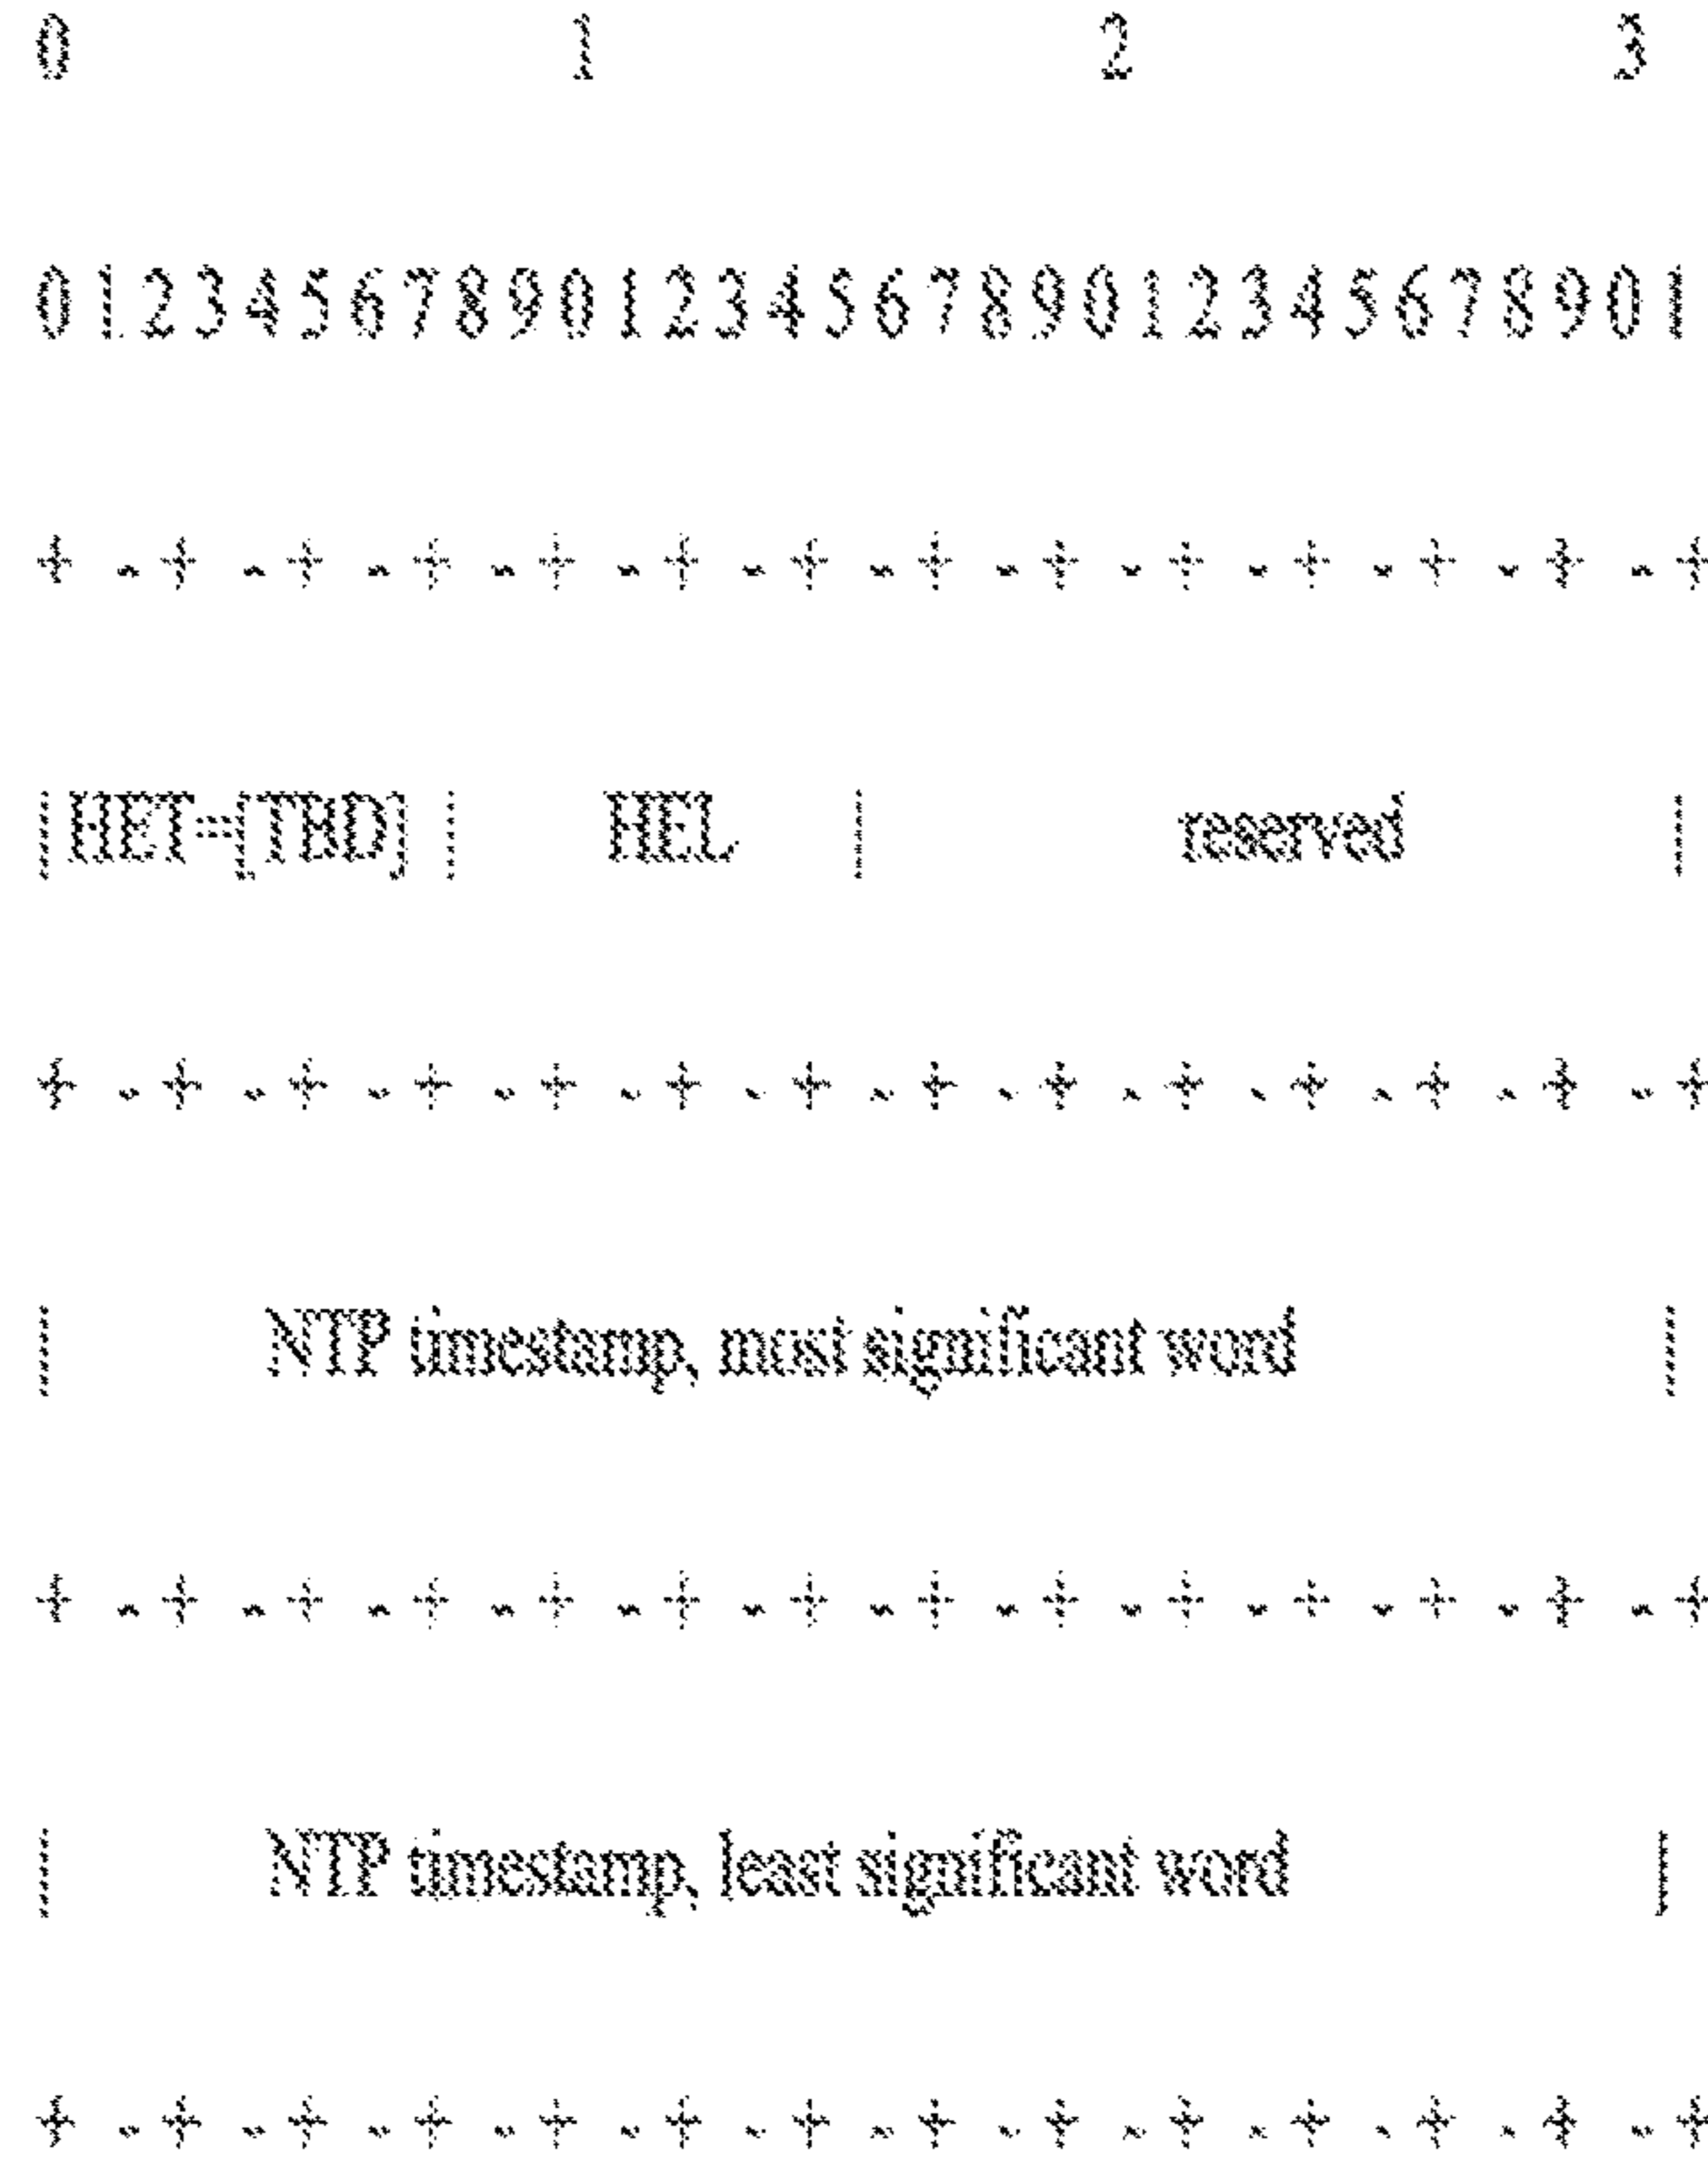 0 1 2 3
0 1 2 3 4 5 6 7 8 9 0 1 2 3 4 5 6 7 8 9 0 1 2 3 4 5 6 7 8 9 0 1
+ - + - + - + - + - + - + - + - + - + - + - + - + - +
| HET=[TBD] | HEL | reserved |
+ - + - + - + - + - + - + - + - + - + - + - + - + - +
| NTP timestamp, most significant word |
+ - + - + - + - + - + - + - + - + - + - + - + - + - +
| NTP timestamp, least significant word |
+ - + - + - + - + - + - + - + - + - + - + - + - + - +